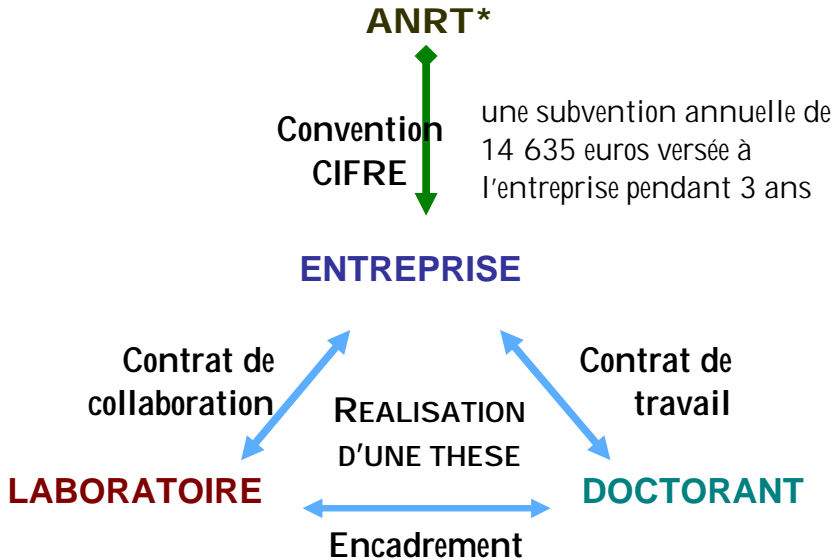 ANRT*
Convention
CIFRE
une subvention annuelle de
14 635 euros versée à
l'entreprise pendant 3 ans
ENTREPRISE
Contrat de
collaboration
Contrat de
travail
REALISATION
D'UNE THESE
LABORATOIRE
DOCTORANT
Encadrement